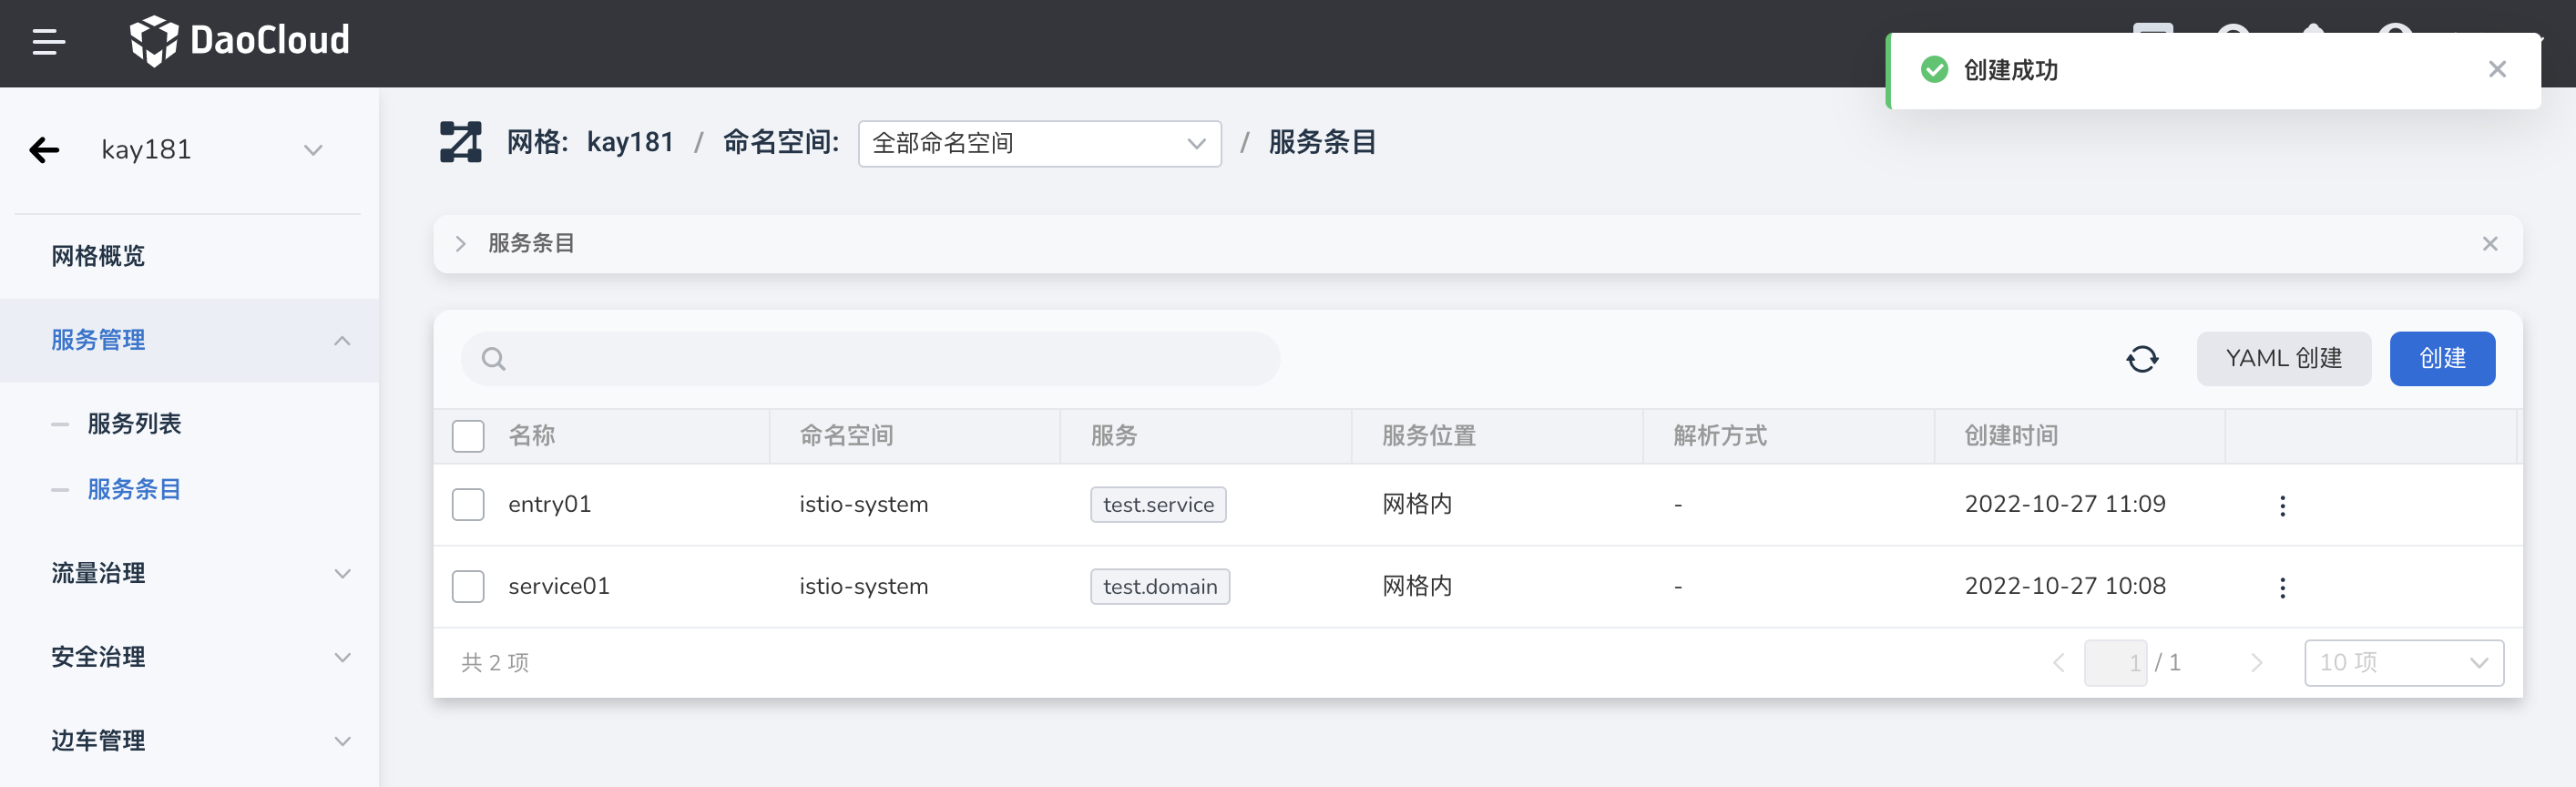 DaoCloud
创建成功
kay181
网格: kay181 / 命名空间: 全部命名空间 / 服务条目
服务条目
网格概览
服务管理
服务列表
服务条目
流量治理
安全治理
边车管理
YAML 创建
创建
名称 命名空间 服务 服务位置 解析方式 创建时间
entry01 istio-system test.service 网格内 - 2022-10-27 11:09
service01 istio-system test.domain 网格内 - 2022-10-27 10:08
共 2 项
1 / 1
10 项